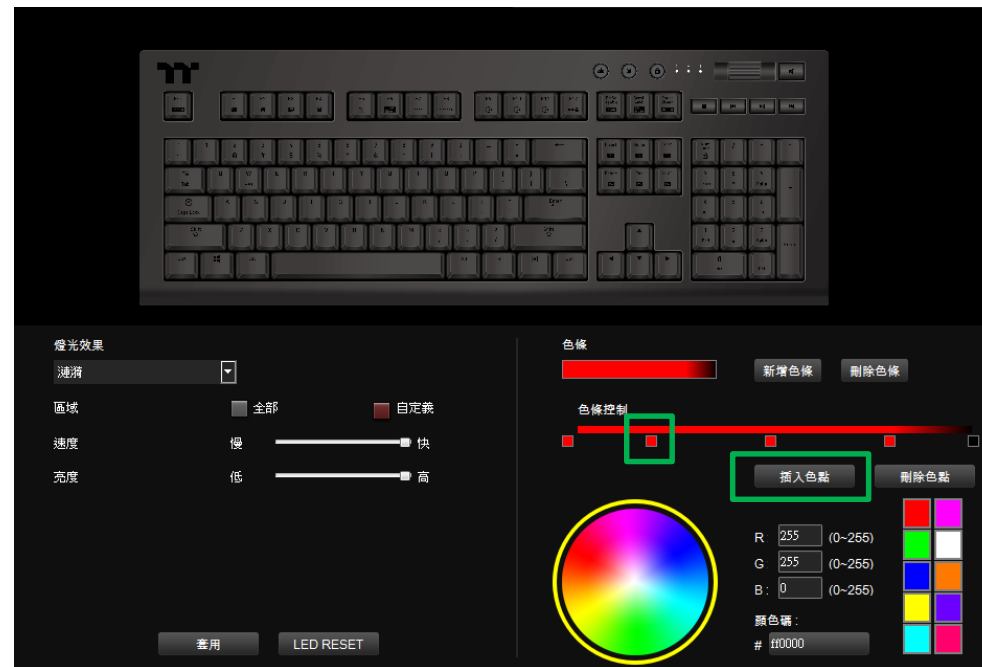 燈光效果
漣漪
區域 全部 自定義
速度 慢 快
亮度 低 高
套用 LED RESET
色條
新增色條 刪除色條
色條控制
插入色點 刪除色點
R 255 (0~255)
G 255 (0~255)
B: 0 (0~255)
顏色碼 :
# ff0000